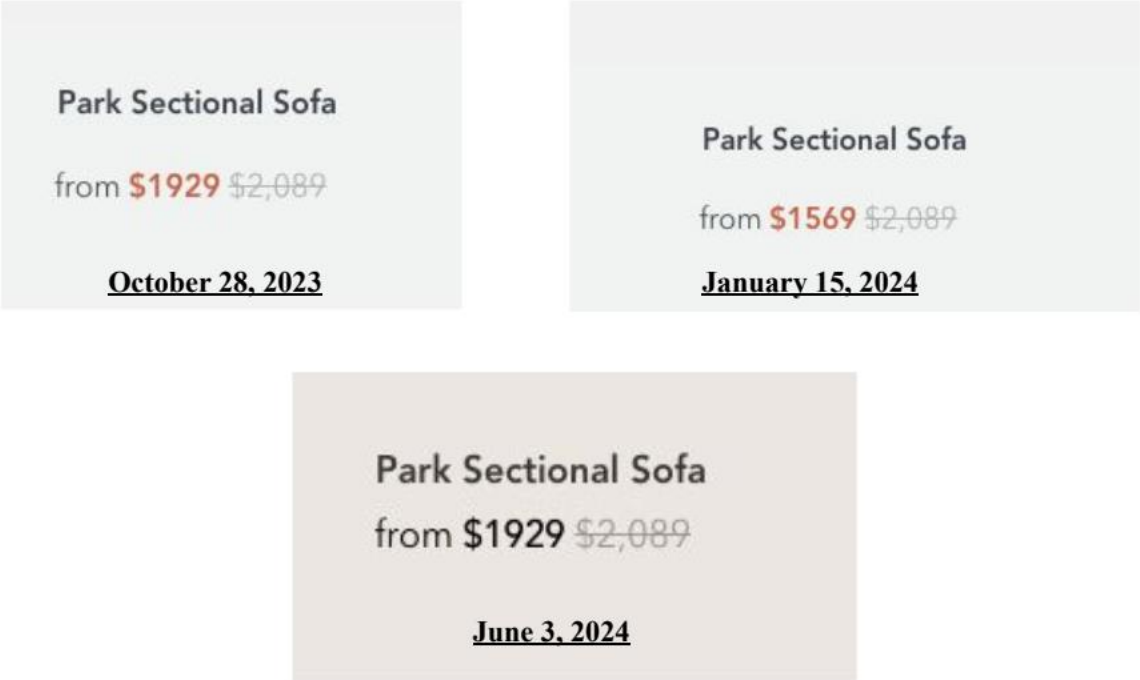 Park Sectional Sofa
from $1929 $2,089
October 28, 2023
Park Sectional Sofa
from $1569 $2,089
January 15, 2024
Park Sectional Sofa
from $1929 $2,089
June 3, 2024